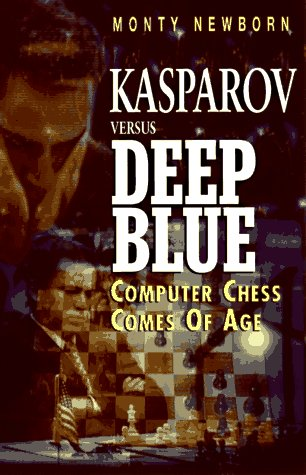 MONTY NEWBORN
KASPAROV
VERSUS
DEEP
BLUE
COMPUTER CHESS
COMES OF AGE